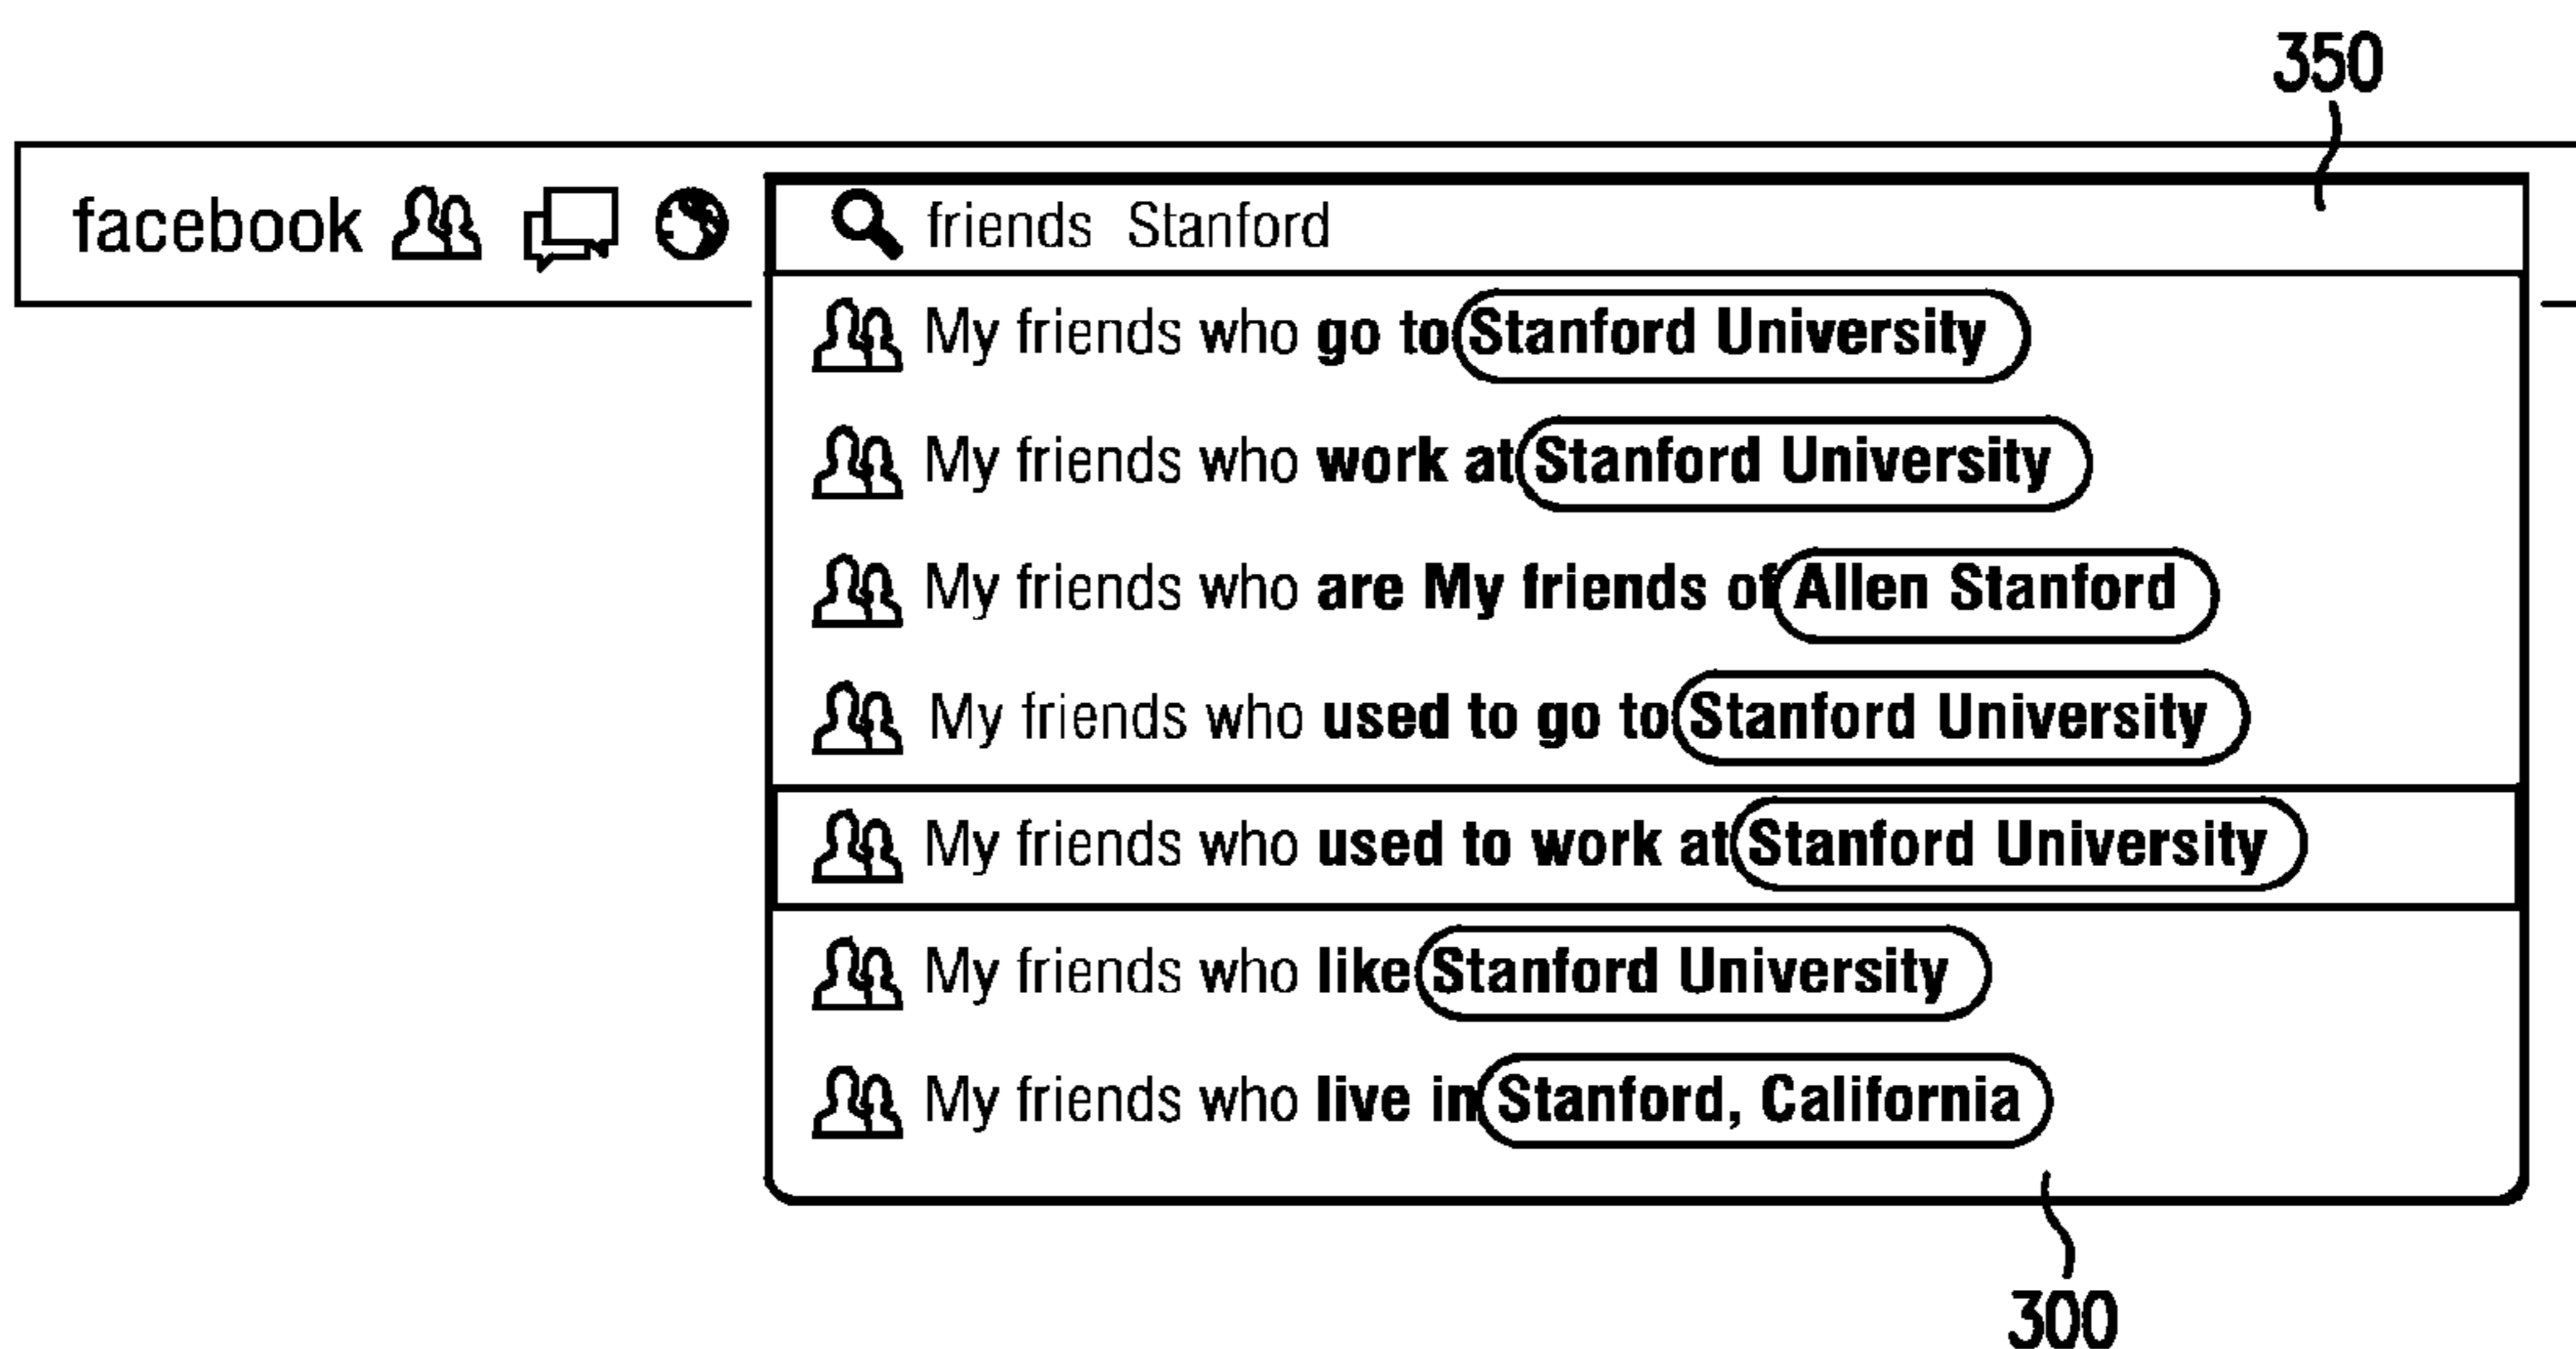 350
facebook friends Stanford
My friends who go to Stanford University
My friends who work at Stanford University
My friends who are My friends of Allen Stanford
My friends who used to go to Stanford University
My friends who used to work at Stanford University
My friends who like Stanford University
My friends who live in Stanford, California
300